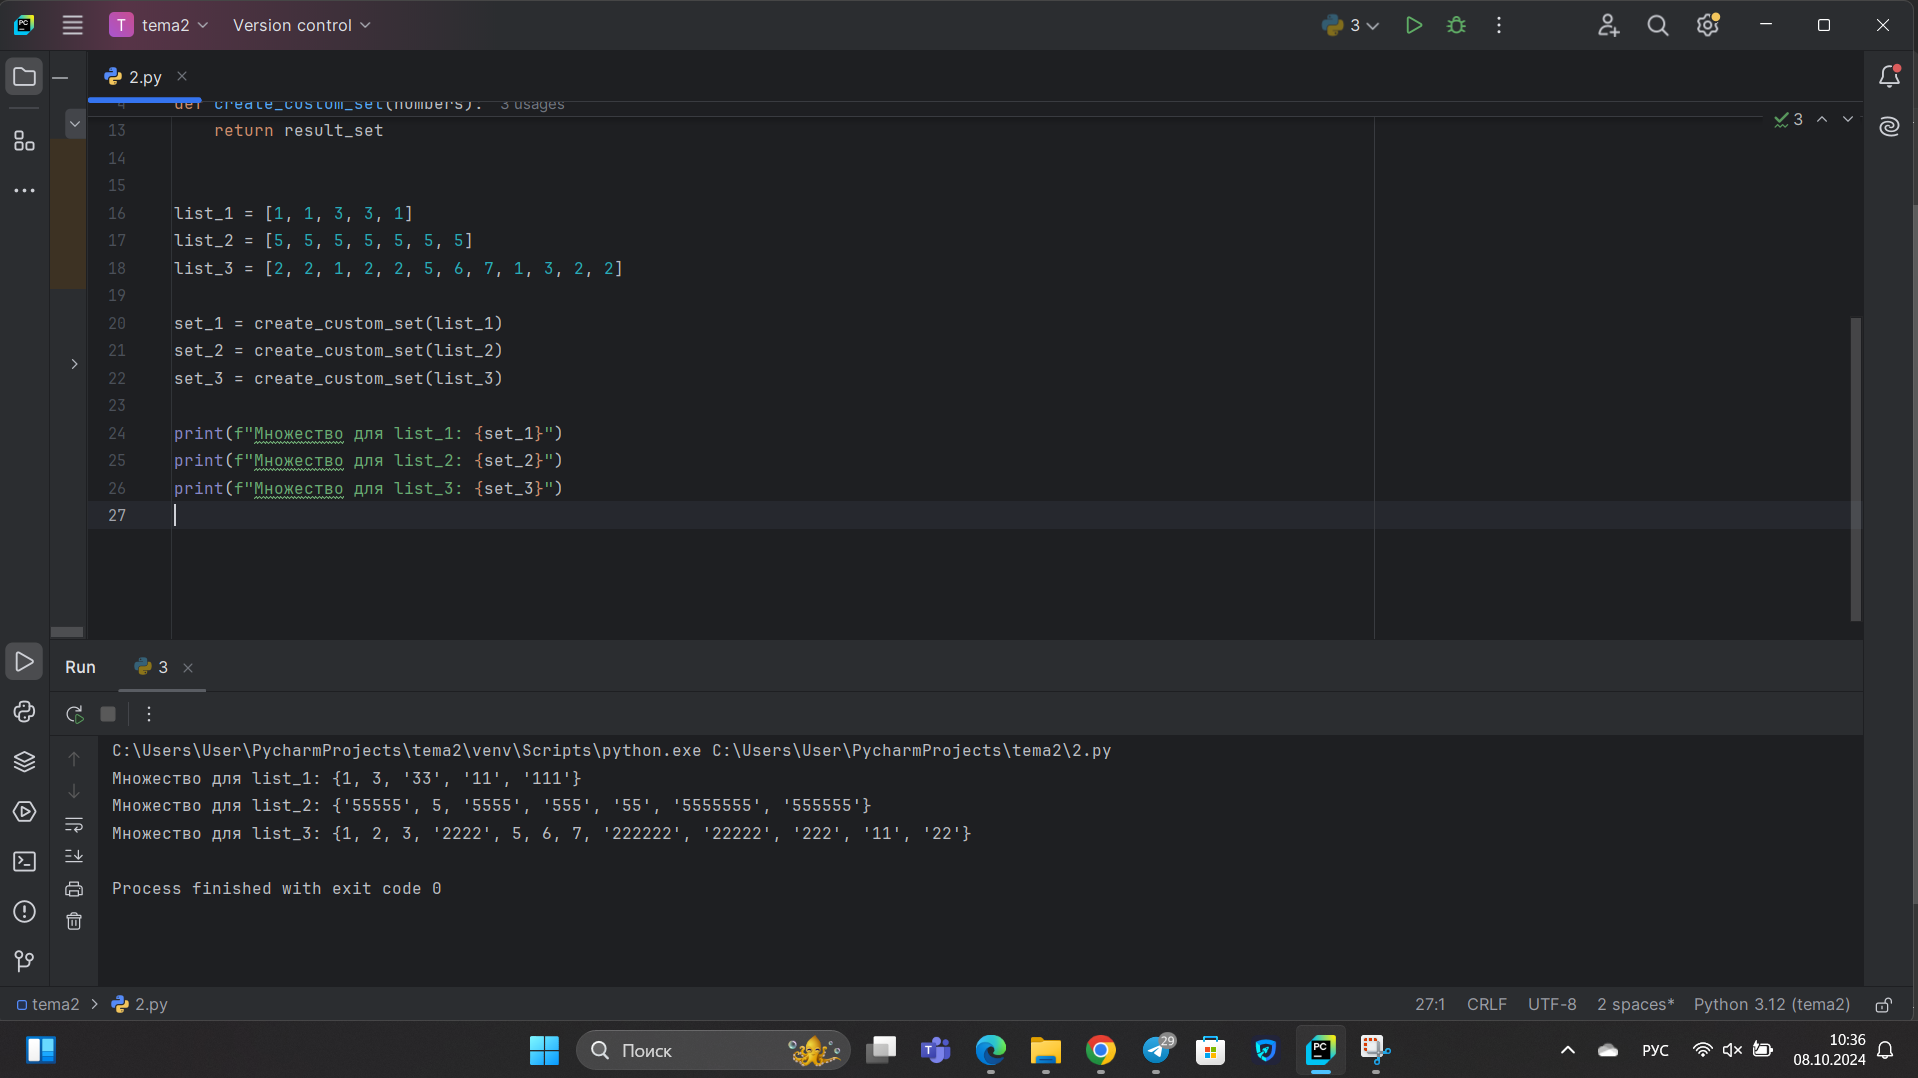 T tema2 Version control 3
2.py
4 def create_custom_set(numbers): 3 usages
13 return result_set 3
14
15
16 list_1 = [1, 1, 3, 3, 1]
17 list_2 = [5, 5, 5, 5, 5, 5, 5]
18 list_3 = [2, 2, 1, 2, 2, 5, 6, 7, 1, 3, 2, 2]
19
20 set_1 = create_custom_set(list_1)
21 set_2 = create_custom_set(list_2)
22 set_3 = create_custom_set(list_3)
23
24 print(f"Множество для list_1: {set_1}")
25 print(f"Множество для list_2: {set_2}")
26 print(f"Множество для list_3: {set_3}")
27
Run 3
C:\Users\User\PycharmProjects\tema2\venv\Scripts\python.exe C:\Users\User\PycharmProjects\tema2\2.py
Множество для list_1: {1, 3, '33', '11', '111'}
Множество для list_2: {'55555', 5, '5555', '555', '55', '5555555', '555555'}
Множество для list_3: {1, 2, 3, '2222', 5, 6, 7, '222222', '22222', '222', '11', '22'}
Process finished with exit code 0
tema2 > 2.py 27:1 CRLF UTF-8 2 spaces* Python 3.12 (tema2)
Поиск 29 PC РУС 10:36
08.10.2024